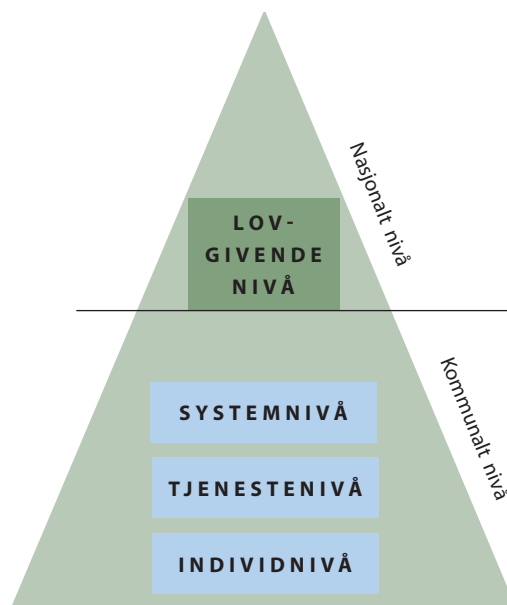 Nasjonalt nivå
LOV-
GIVENDE
NIVÅ
Kommunalt nivå
SYSTEMNIVÅ
TJENESTENIVÅ
INDIVIDNIVÅ